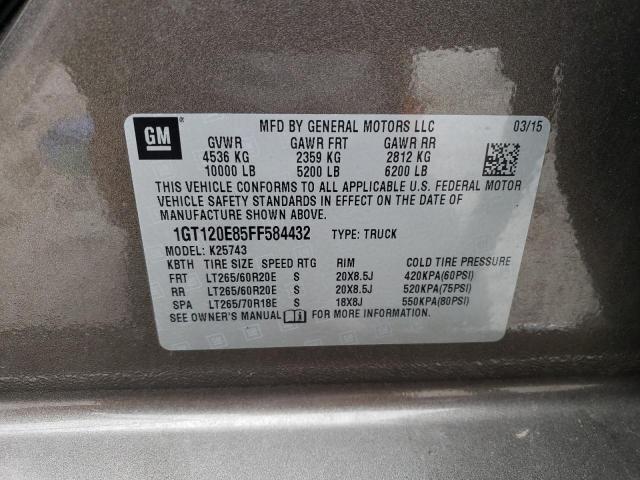 GM®
MFD BY GENERAL MOTORS LLC 03/15
GVWR GAWR FRT GAWR RR
4536 KG 2359 KG 2812 KG
10000 LB 5200 LB 6200 LB
THIS VEHICLE CONFORMS TO ALL APPLICABLE U.S. FEDERAL MOTOR
VEHICLE SAFETY STANDARDS IN EFFECT ON THE DATE OF
MANUFACTURE SHOWN ABOVE.
1GT120E85FF584432 TYPE: TRUCK
MODEL: K25743
KBTH TIRE SIZE SPEED RTG RIM COLD TIRE PRESSURE
FRT LT265/60R20E S 20X8.5J 420KPA(60PSI)
RR LT265/60R20E S 20X8.5J 520KPA(75PSI)
SPA LT265/70R18E S 18X8J 550KPA(80PSI)
SEE OWNER'S MANUAL FOR MORE INFORMATION.